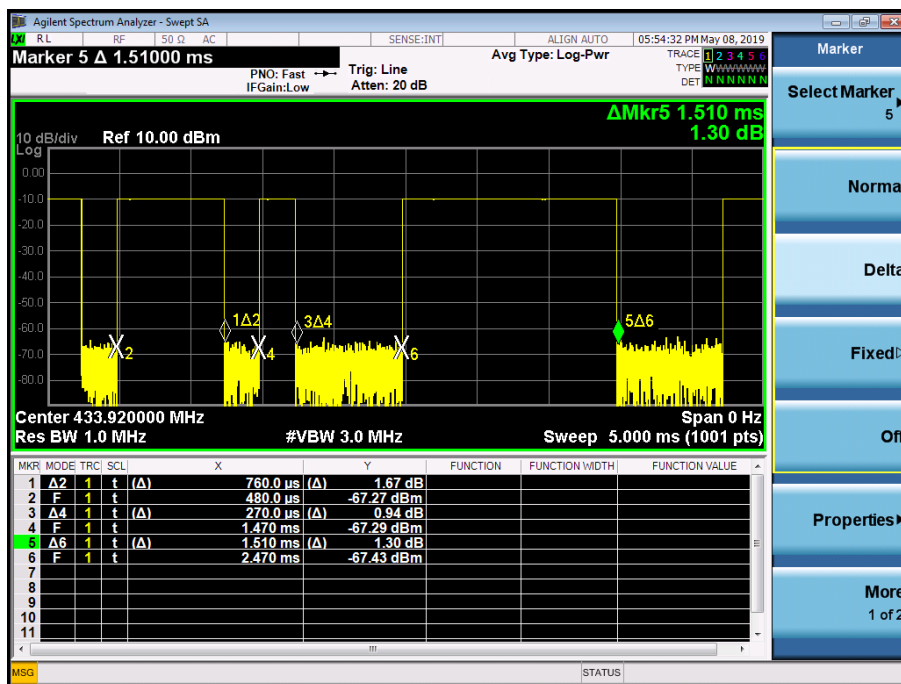 Agilent Spectrum Analyzer - Swept SA
LXI RL RF 50 Ω AC SENSE:INT ALIGN AUTO 05:54:32 PM May 08, 2019
Marker 5 Δ 1.51000 ms
PNO: Fast
IFGain:Low
Trig: Line
Atten: 20 dB
Avg Type: Log-Pwr
TRACE 1 2 3 4 5 6
TYPE WWWWWW
DET N N N N N N
ΔMkr5 1.510 ms
1.30 dB
10 dB/div Ref 10.00 dBm
Log
0.00
-10.0
-20.0
-30.0
-40.0
-50.0
-60.0
-70.0
-80.0
2
1Δ2
4
3Δ4
6
5Δ6
Center 433.920000 MHz Span 0 Hz
Res BW 1.0 MHz #VBW 3.0 MHz Sweep 5.000 ms (1001 pts)
MKR MODE TRC SCL X Y FUNCTION FUNCTION WIDTH FUNCTION VALUE
1 Δ2 1 t (Δ) 760.0 µs (Δ) 1.67 dB
2 F 1 t 480.0 µs -67.27 dBm
3 Δ4 1 t (Δ) 270.0 µs (Δ) 0.94 dB
4 F 1 t 1.470 ms -67.29 dBm
5 Δ6 1 t (Δ) 1.510 ms (Δ) 1.30 dB
6 F 1 t 2.470 ms -67.43 dBm
7
8
9
10
11
MSG STATUS
Marker
Select Marker
5
Norma
Delta
Fixed
Of
Properties
More
1 of 2